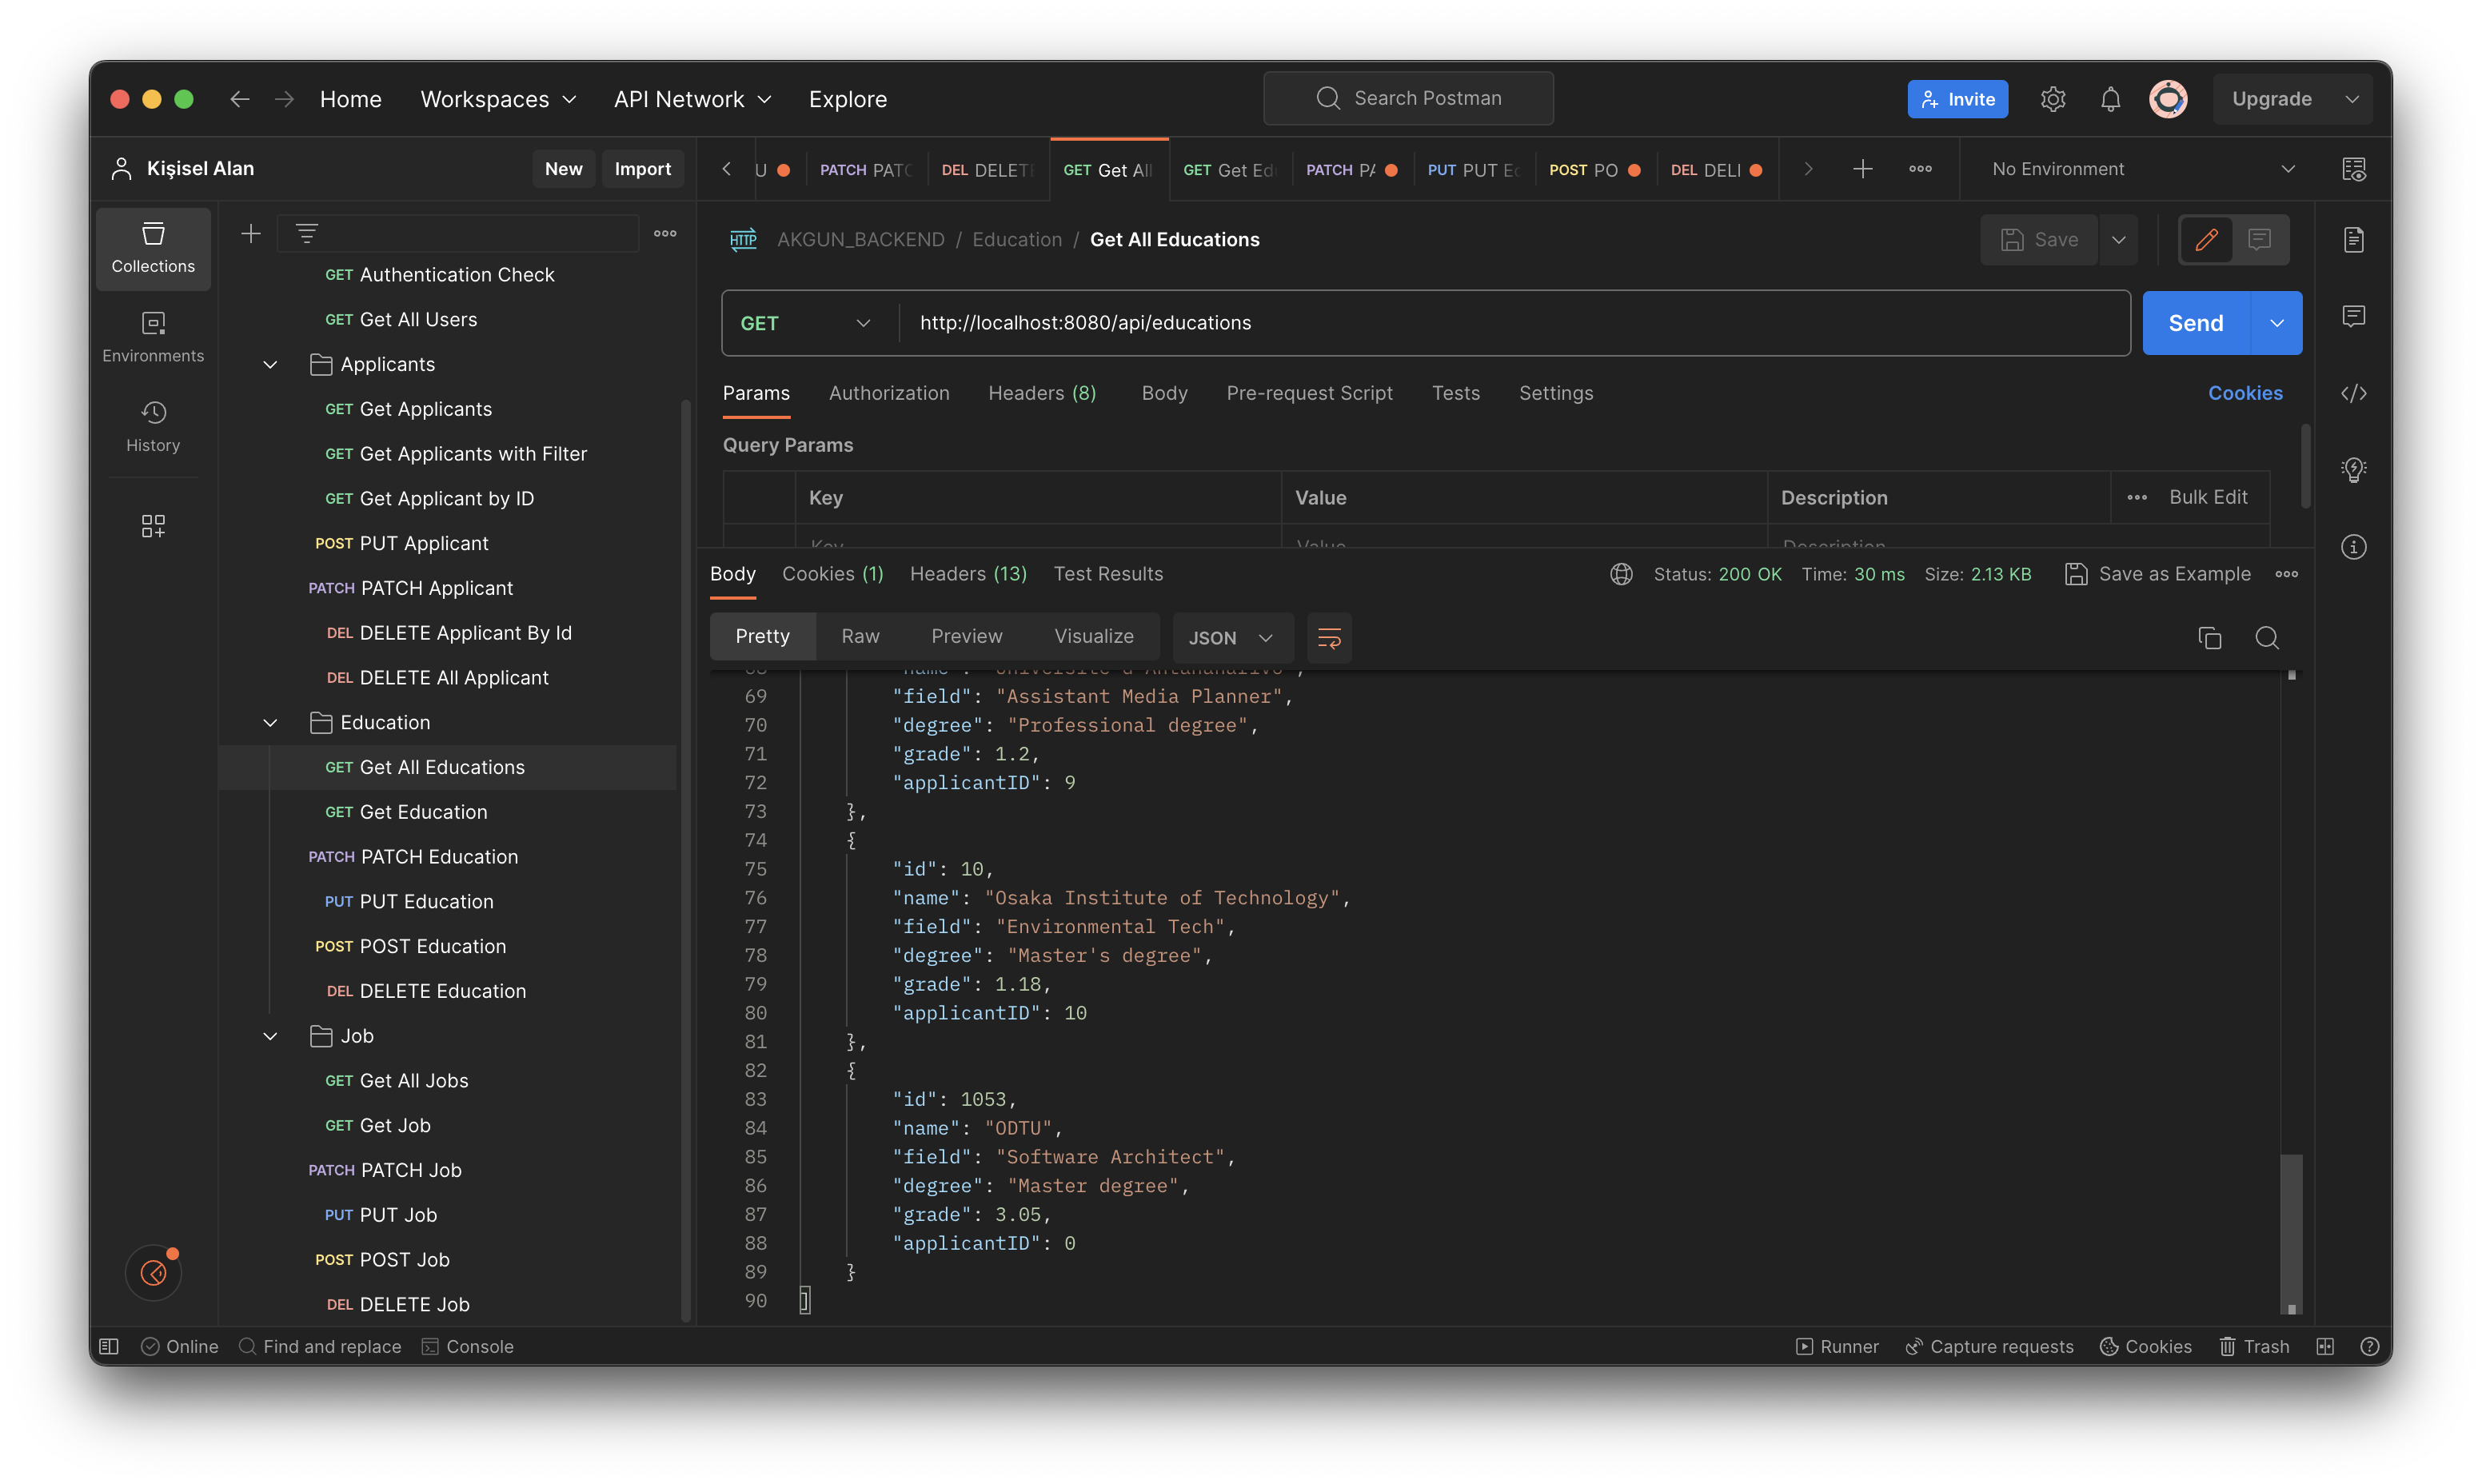 Home Workspaces API Network Explore
Search Postman
Invite
Upgrade
Kişisel Alan
New Import
U PATCH PATC DEL DELETE GET Get All GET Get Ed PATCH PA PUT PUT E POST PO DEL DELI
No Environment
Collections
Environments
History
GET Authentication Check
GET Get All Users
Applicants
GET Get Applicants
GET Get Applicants with Filter
GET Get Applicant by ID
POST PUT Applicant
PATCH PATCH Applicant
DEL DELETE Applicant By Id
DEL DELETE All Applicant
Education
GET Get All Educations
GET Get Education
PATCH PATCH Education
PUT PUT Education
POST POST Education
DEL DELETE Education
Job
GET Get All Jobs
GET Get Job
PATCH PATCH Job
PUT PUT Job
POST POST Job
DEL DELETE Job
HTTP AKGUN_BACKEND / Education / Get All Educations
Save
GET http://localhost:8080/api/educations
Send
Params Authorization Headers (8) Body Pre-request Script Tests Settings Cookies
Query Params
Key Value Description Bulk Edit
Key Value Description
Body Cookies (1) Headers (13) Test Results
Status: 200 OK Time: 30 ms Size: 2.13 KB Save as Example
Pretty Raw Preview Visualize JSON
68 "name": "Université d'Antananarivo",
69 "field": "Assistant Media Planner",
70 "degree": "Professional degree",
71 "grade": 1.2,
72 "applicantID": 9
73 },
74 {
75 "id": 10,
76 "name": "Osaka Institute of Technology",
77 "field": "Environmental Tech",
78 "degree": "Master's degree",
79 "grade": 1.18,
80 "applicantID": 10
81 },
82 {
83 "id": 1053,
84 "name": "ODTU",
85 "field": "Software Architect",
86 "degree": "Master degree",
87 "grade": 3.05,
88 "applicantID": 0
89 }
90 ]
Online Find and replace Console
Runner Capture requests Cookies Trash